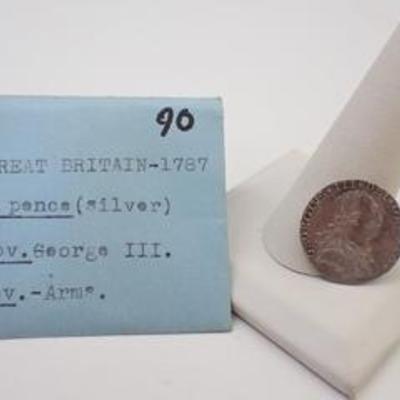 90
REAT BRITAIN-1787
pence(silver)
ov.George III.
v.-Arms.